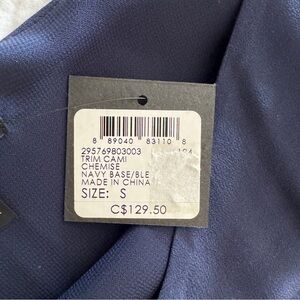 8 89040 83110 8
295769803003
TRIM CAMI
CHEMISE
NAVY BASE/BLE
MADE IN CHINA
SIZE: S
C$129.50